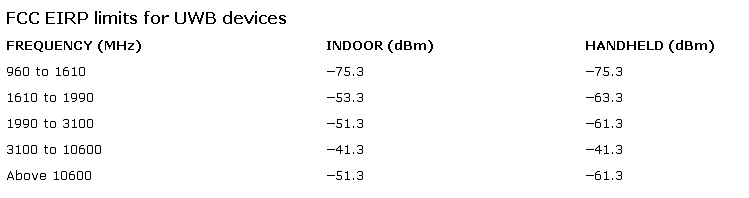 FCC EIRP limits for UWB devices
FREQUENCY (MHz) INDOOR (dBm) HANDHELD (dBm)
960 to 1610 −75.3 −75.3
1610 to 1990 −53.3 −63.3
1990 to 3100 −51.3 −61.3
3100 to 10600 −41.3 −41.3
Above 10600 −51.3 −61.3